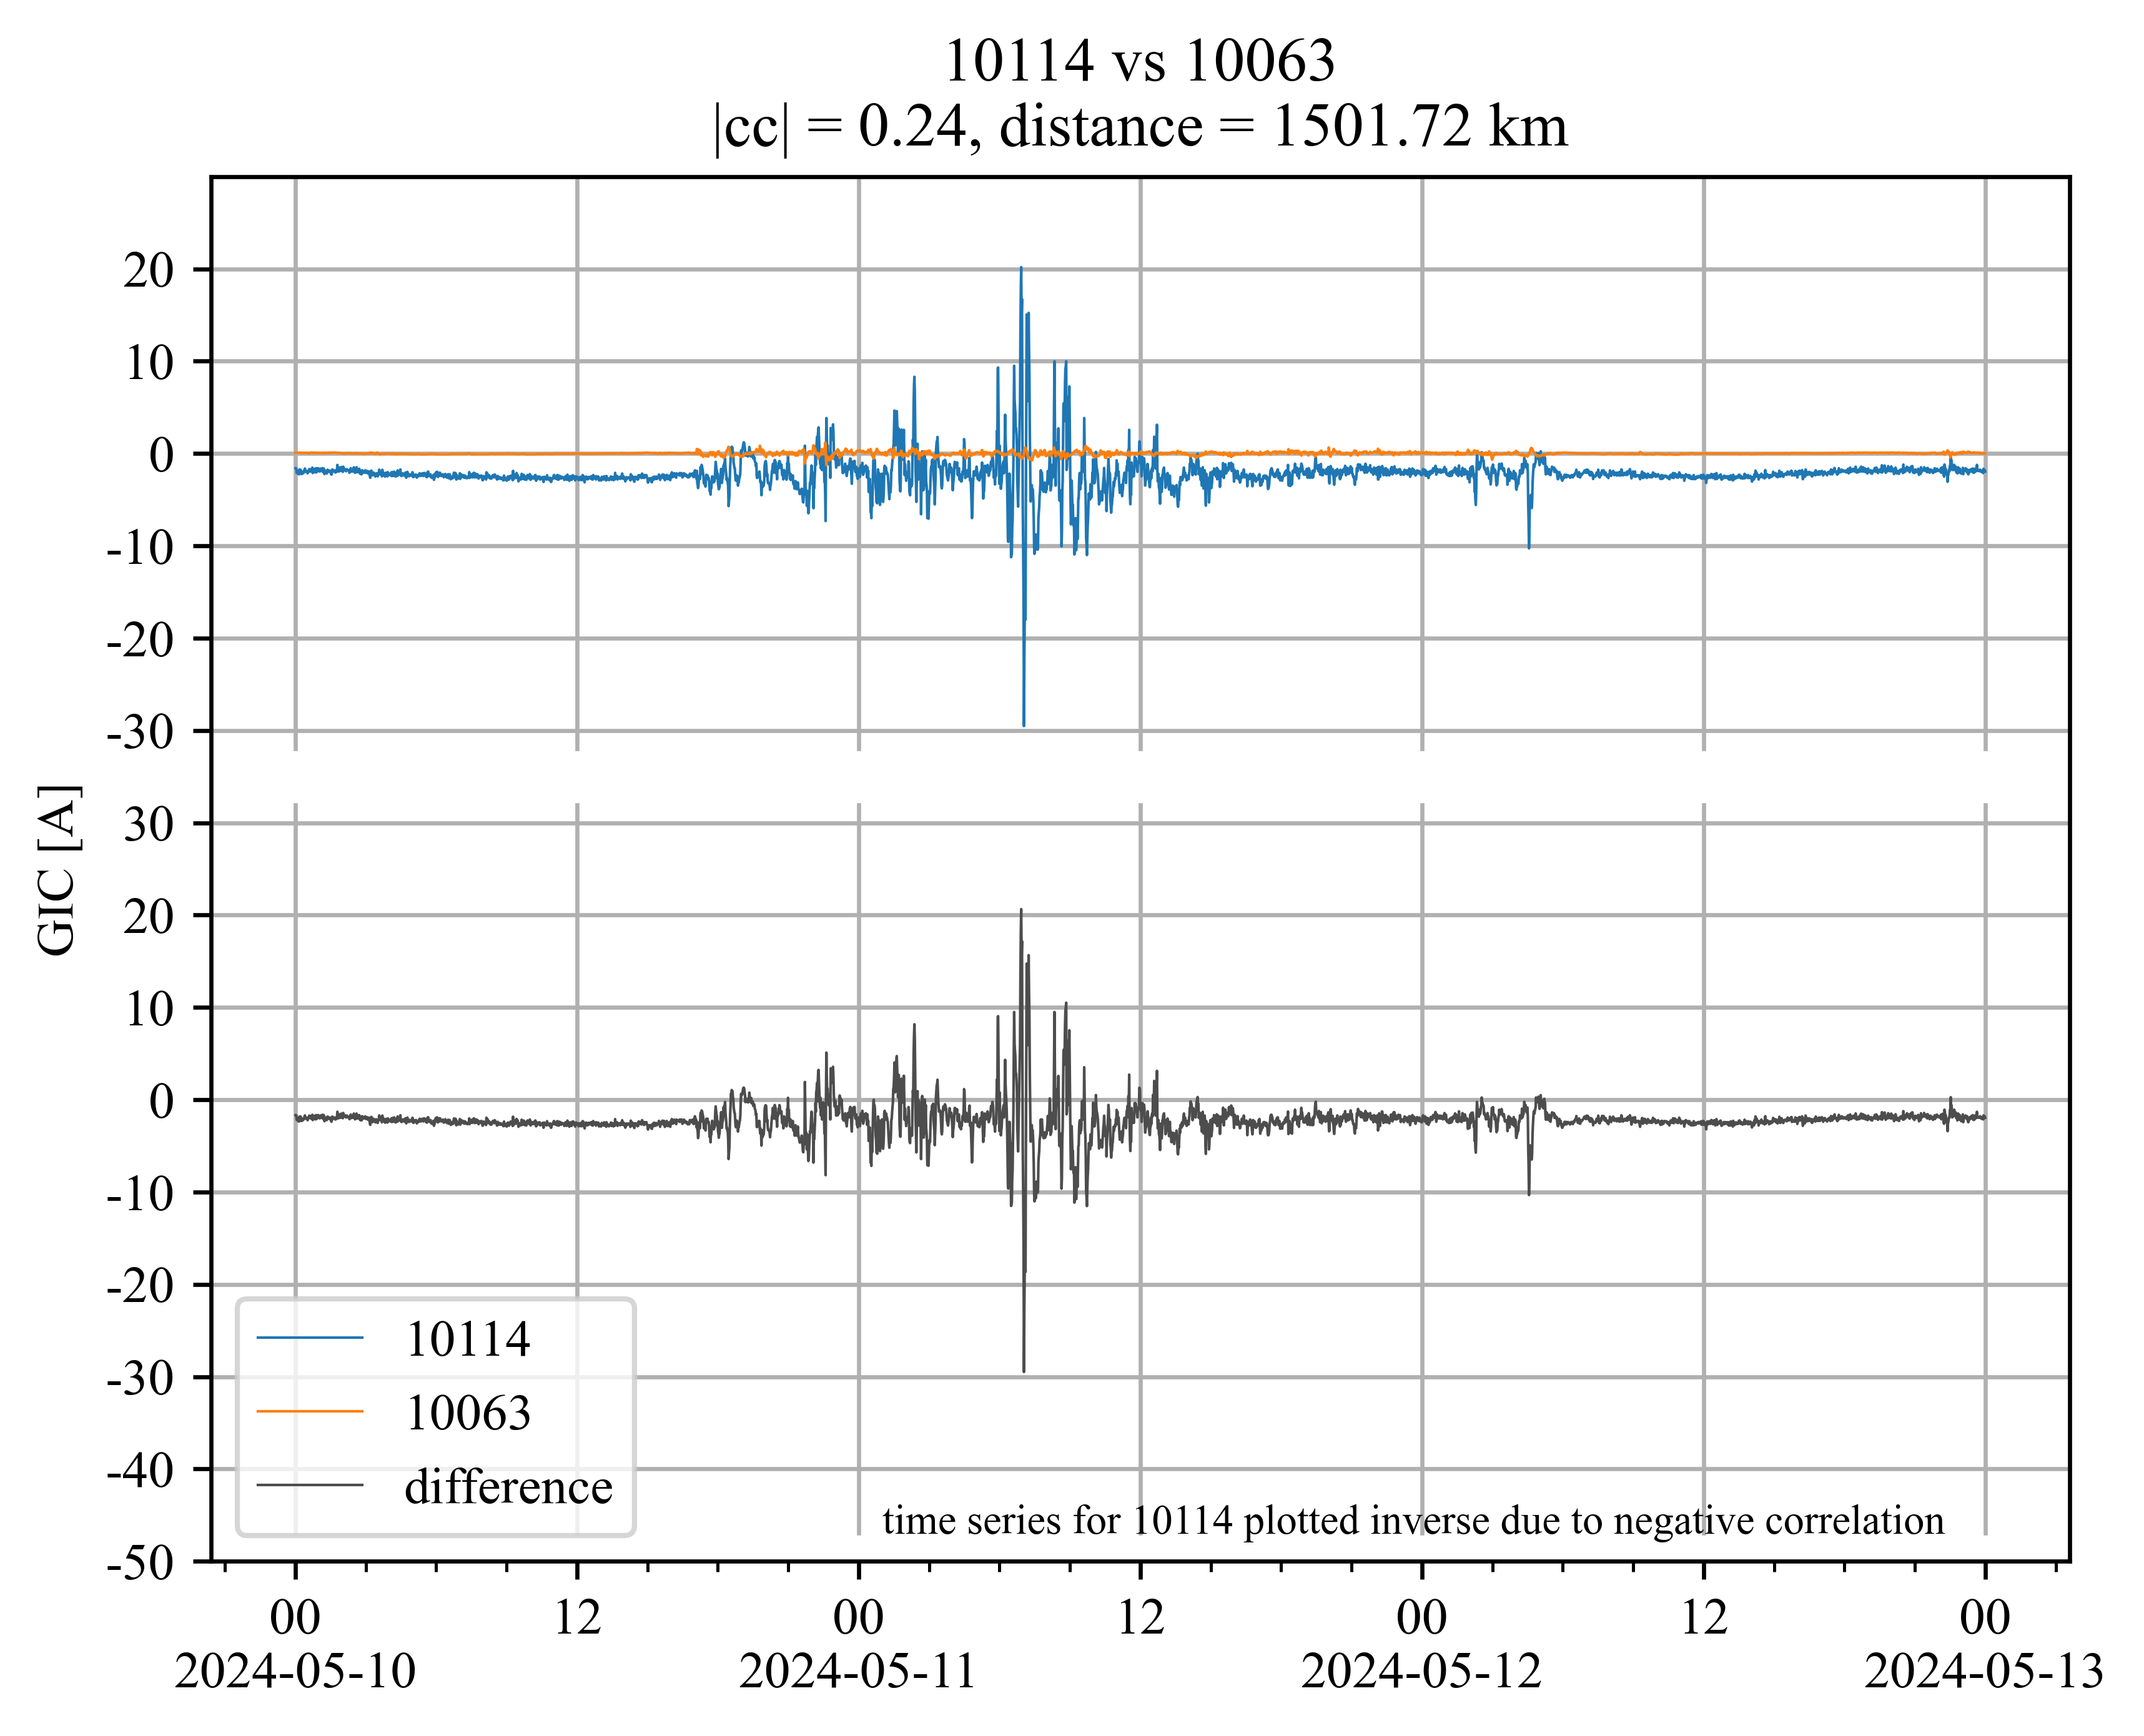 10114 vs 10063
|cc| = 0.24, distance = 1501.72 km
20
10
0
-10
-20
-30
30
20
10
0
-10
-20
-30
-40
-50
GIC [A]
10114
10063
difference
time series for 10114 plotted inverse due to negative correlation
00 12 00 12 00 12 00
2024-05-10 2024-05-11 2024-05-12 2024-05-13